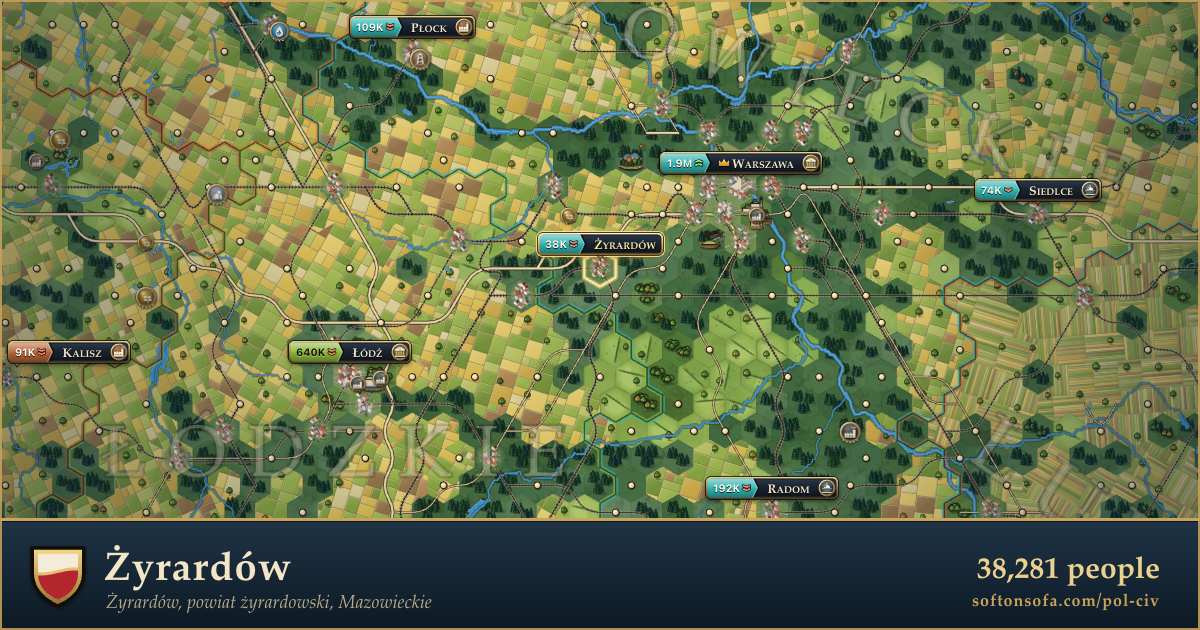 109K PŁOCK
MAZOWIECKIE
1.9M WARSZAWA
74K SIEDLCE
38K ŻYRARDÓW
91K KALISZ
640K ŁÓDŹ
ŁÓDZKIE
192K RADOM
Żyrardów
38,281 people
Żyrardów, powiat żyrardowski, Mazowieckie
softonsofa.com/pol-civ